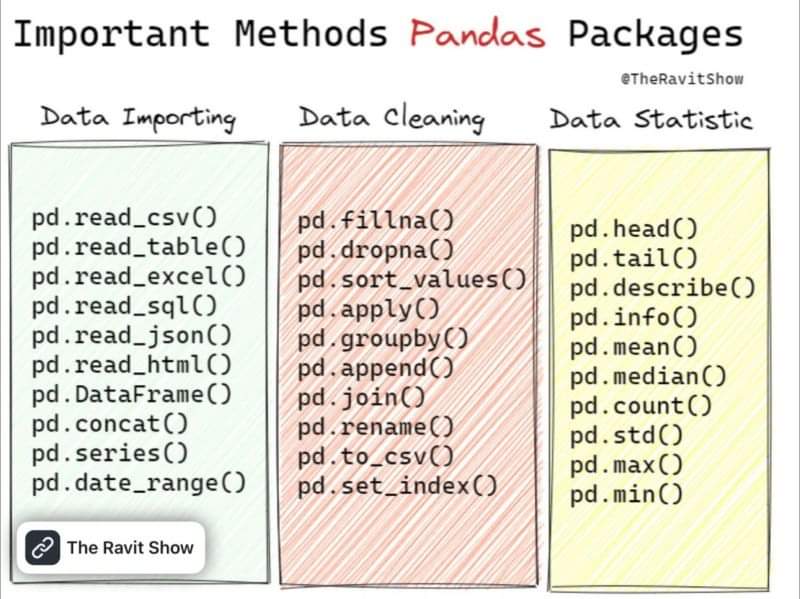 Important Methods Pandas Packages
@TheRavitShow
Data Importing
pd.read_csv()
pd.read_table()
pd.read_excel()
pd.read_sql()
pd.read_json()
pd.read_html()
pd.DataFrame()
pd.concat()
pd.series()
pd.date_range()
Data Cleaning
pd.fillna()
pd.dropna()
pd.sort_values()
pd.apply()
pd.groupby()
pd.append()
pd.join()
pd.rename()
pd.to_csv()
pd.set_index()
Data Statistic
pd.head()
pd.tail()
pd.describe()
pd.info()
pd.mean()
pd.median()
pd.count()
pd.std()
pd.max()
pd.min()
The Ravit Show